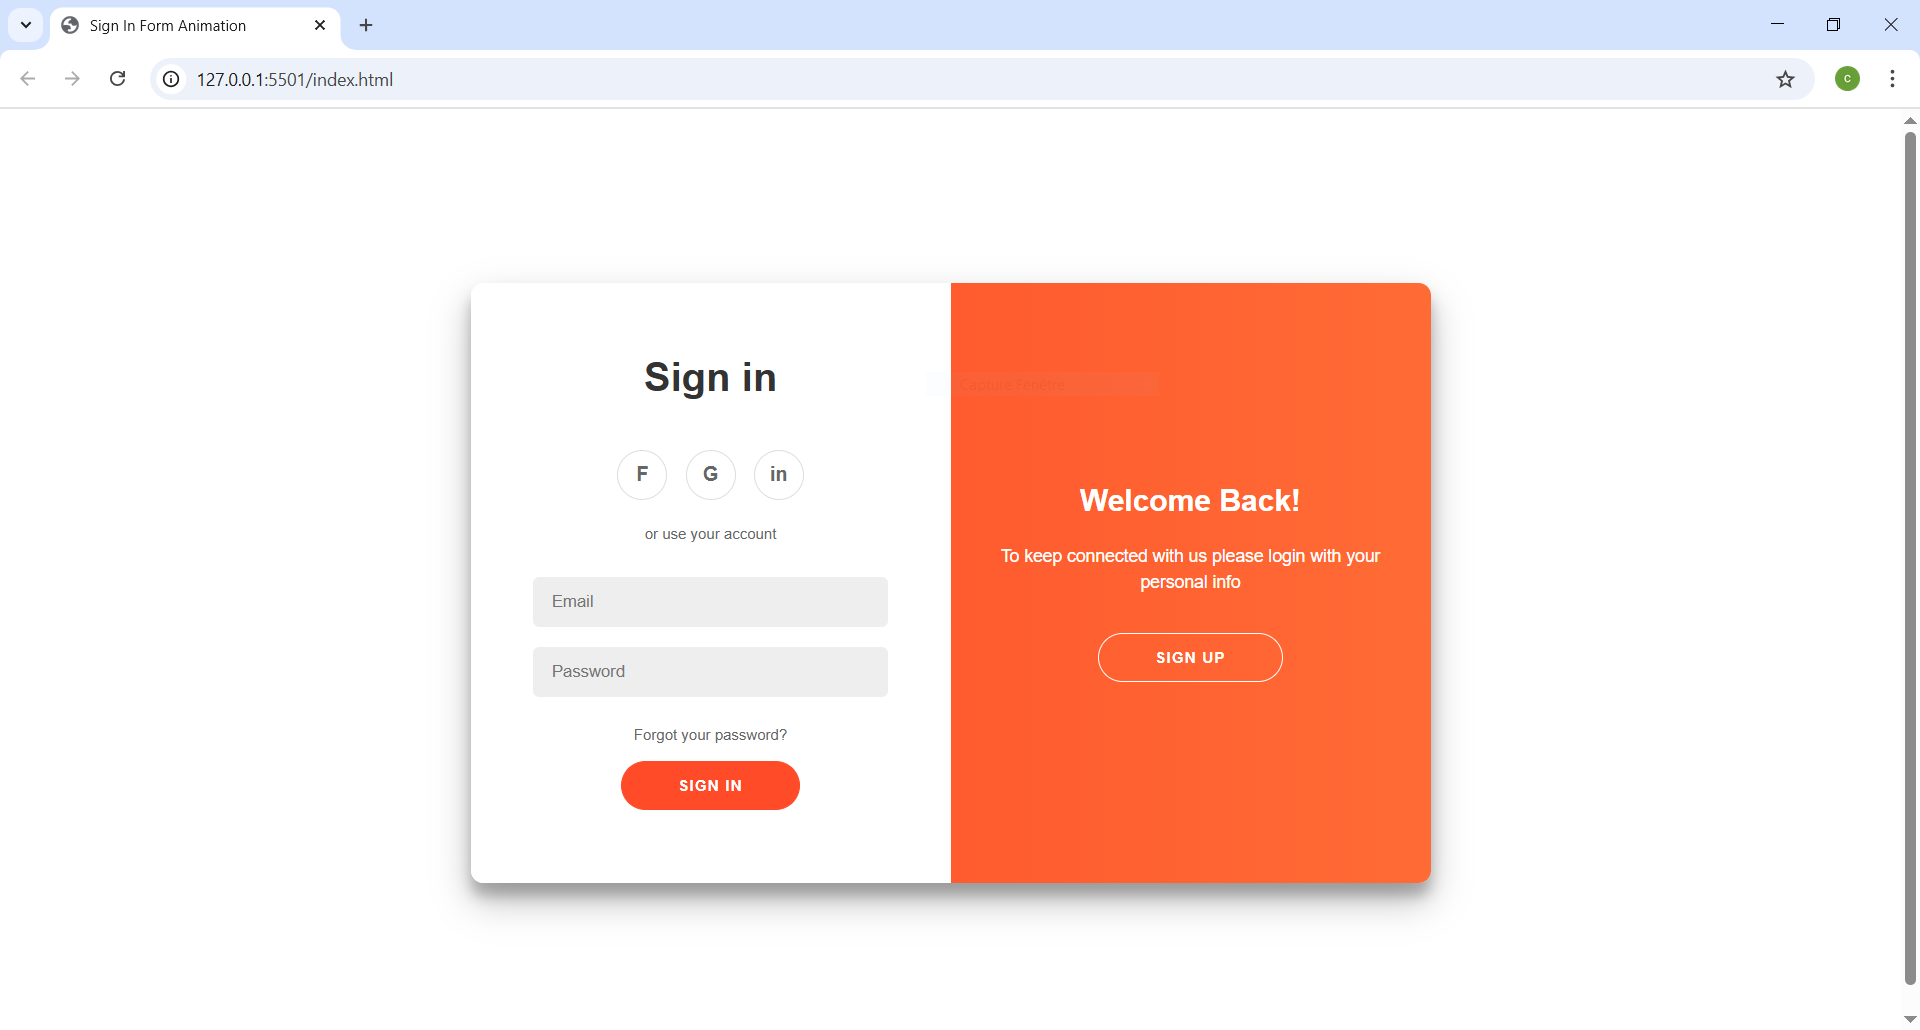 Sign In Form Animation
127.0.0.1:5501/index.html
C
Sign in
F G in
or use your account
Email
Password
Forgot your password?
SIGN IN
Capture Fenêtre
Welcome Back!
To keep connected with us please login with your
personal info
SIGN UP